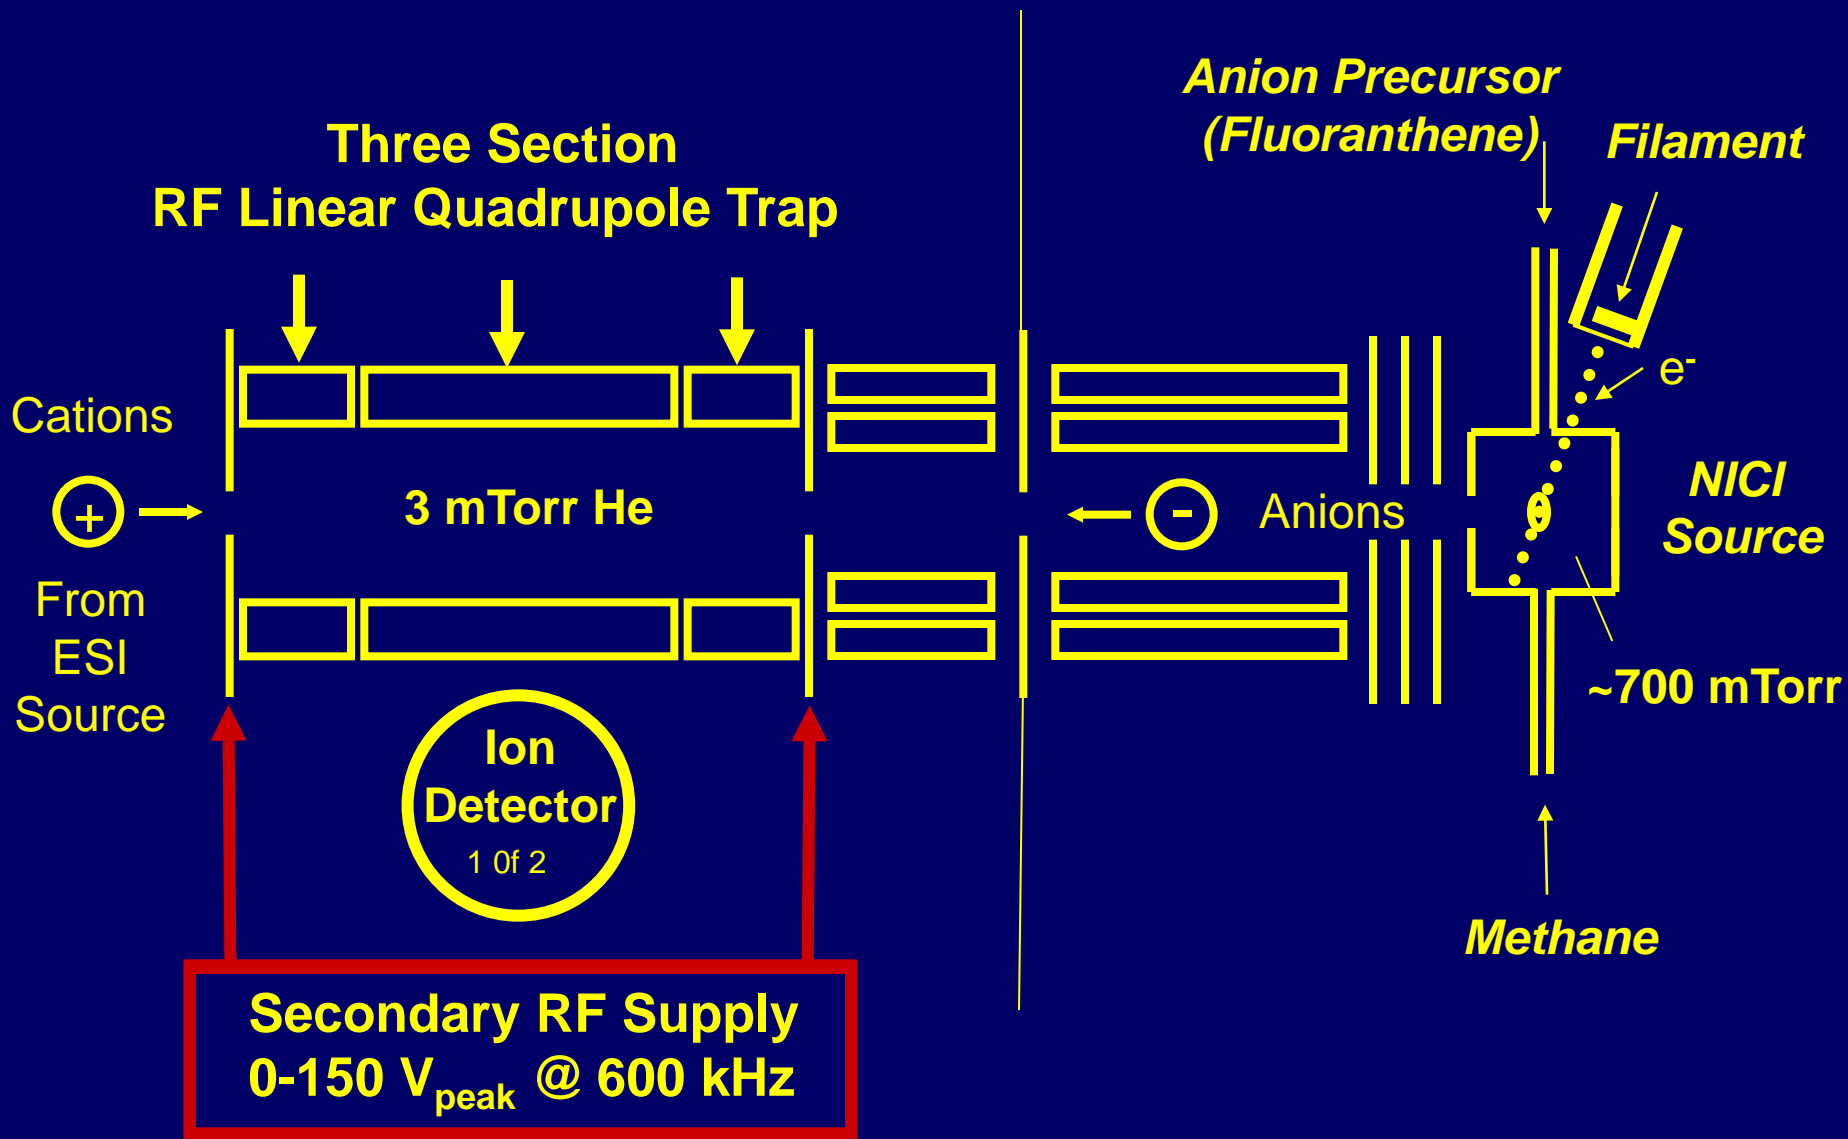 Anion Precursor
(Fluoranthene)
Filament
Three Section
RF Linear Quadrupole Trap
e-
Cations
+
3 mTorr He
-
Anions
NICI
Source
From
ESI
Source
~700 mTorr
Ion
Detector
1 0f 2
Methane
Secondary RF Supply
0-150 Vpeak @ 600 kHz